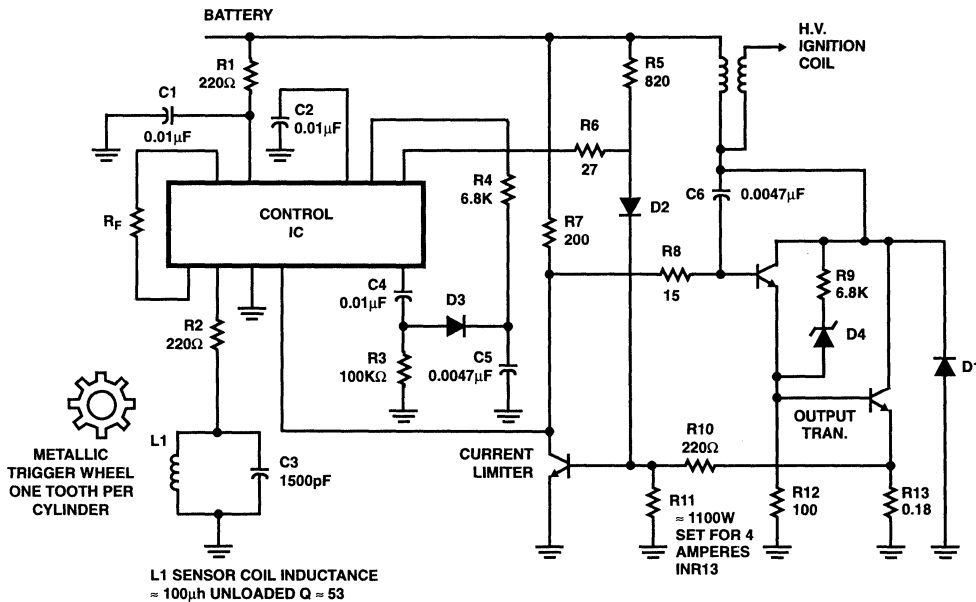 BATTERY
H.V.
IGNITION
COIL
R1
220Ω
R5
820
C1
0.01µF
C2
0.01µF
R6
27
R4
6.8K
C6
0.0047µF
D2
CONTROL
IC
RF
R7
200
R8
15
R9
6.8K
C4
0.01µF
D3
D4
R2
220Ω
R3
100KΩ
C5
0.0047µF
D1
OUTPUT
TRAN.
R10
220Ω
L1
CURRENT
LIMITER
METALLIC
TRIGGER WHEEL
ONE TOOTH PER
CYLINDER
C3
1500pF
R11
≈ 1100W
SET FOR 4
AMPERES
INR13
R12
100
R13
0.18
L1 SENSOR COIL INDUCTANCE
≈ 100µh UNLOADED Q ≈ 53